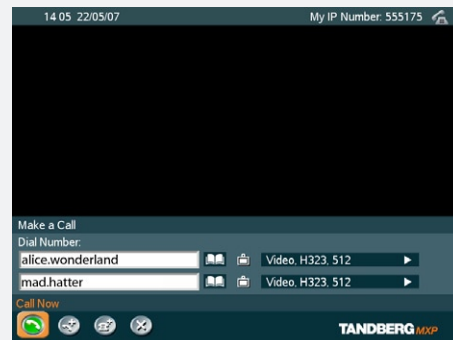 14 05 22/05/07 My IP Number: 555175
Make a Call
Dial Number:
alice.wonderland Video, H323, 512
mad.hatter Video, H323, 512
Call Now
TANDBERG MXP